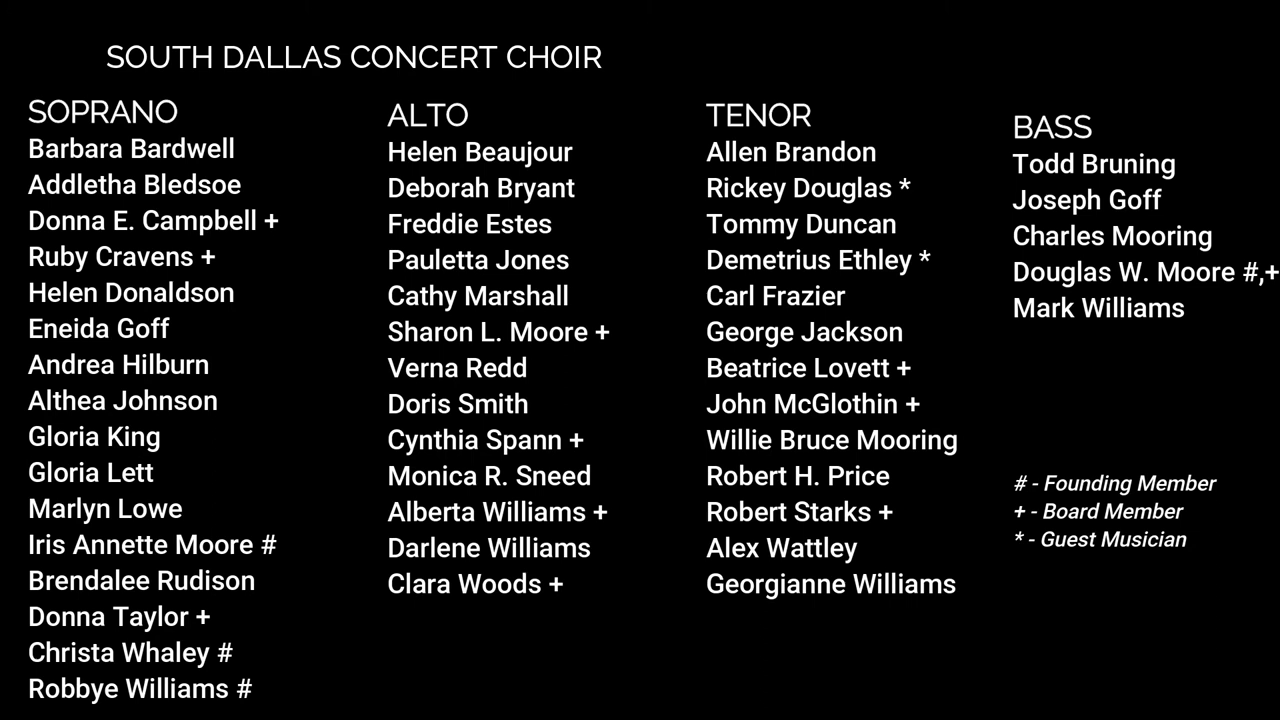 SOUTH DALLAS CONCERT CHOIR
SOPRANO
Barbara Bardwell
Addletha Bledsoe
Donna E. Campbell +
Ruby Cravens +
Helen Donaldson
Eneida Goff
Andrea Hilburn
Althea Johnson
Gloria King
Gloria Lett
Marlyn Lowe
Iris Annette Moore #
Brendalee Rudison
Donna Taylor +
Christa Whaley #
Robbye Williams #
ALTO
Helen Beaujour
Deborah Bryant
Freddie Estes
Pauletta Jones
Cathy Marshall
Sharon L. Moore +
Verna Redd
Doris Smith
Cynthia Spann +
Monica R. Sneed
Alberta Williams +
Darlene Williams
Clara Woods +
TENOR
Allen Brandon
Rickey Douglas *
Tommy Duncan
Demetrius Ethley *
Carl Frazier
George Jackson
Beatrice Lovett +
John McGlothin +
Willie Bruce Mooring
Robert H. Price
Robert Starks +
Alex Wattley
Georgianne Williams
BASS
Todd Bruning
Joseph Goff
Charles Mooring
Douglas W. Moore #,+
Mark Williams
# - Founding Member
+ - Board Member
* - Guest Musician